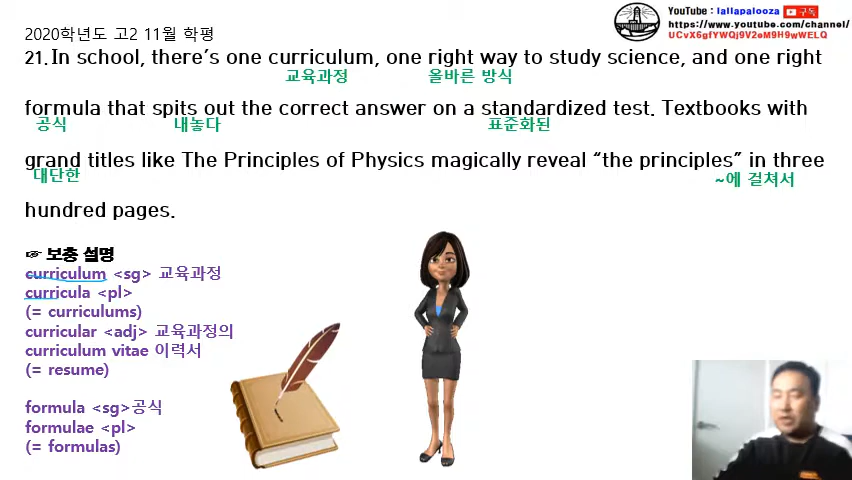 YouTube : lallapalooza 구독
https://www.youtube.com/channel/
UCvX6gfYWQj9V2eM9H9wWELQ
2020학년도 고2 11월 학평
21. In school, there's one curriculum, one right way to study science, and one right
교육과정 올바른 방식
formula that spits out the correct answer on a standardized test. Textbooks with
공식 내놓다 표준화된
grand titles like The Principles of Physics magically reveal “the principles” in three
대단한 ~에 걸쳐서
hundred pages.
☞ 보충 설명
curriculum <sg> 교육과정
curricula <pl>
(= curriculums)
curricular <adj> 교육과정의
curriculum vitae 이력서
(= resume)
formula <sg>공식
formulae <pl>
(= formulas)